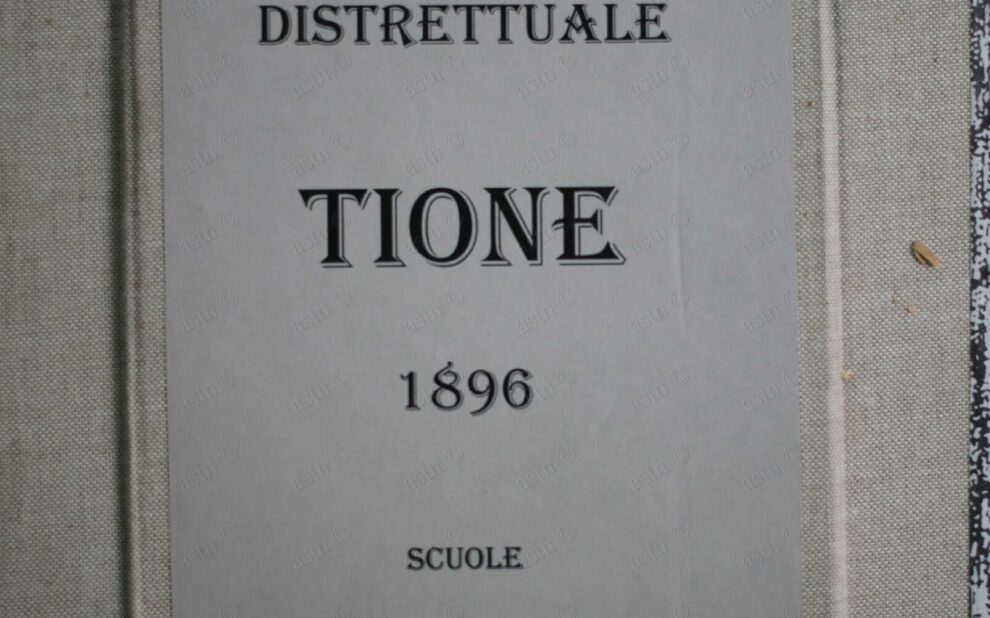 DISTRETTUALE
TIONE
1896
SCUOLE